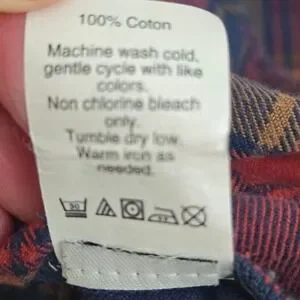 100% Coton
Machine wash cold,
gentle cycle with like
colors.
Non chlorine bleach
only.
Tumble dry low.
Warm iron as
needed.
30